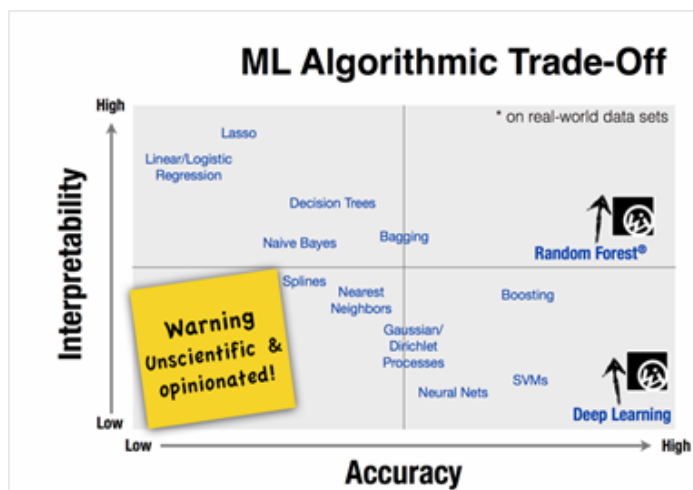 ML Algorithmic Trade-Off
High
* on real-world data sets
Lasso
Linear/Logistic
Regression
Decision Trees
Naive Bayes
Bagging
Random Forest®
Interpretability
Splines
Nearest
Neighbors
Boosting
Warning
Unscientific &
opinionated!
Gaussian/
Dirichlet
Processes
Neural Nets
SVMs
Deep Learning
Low
Low
High
Accuracy